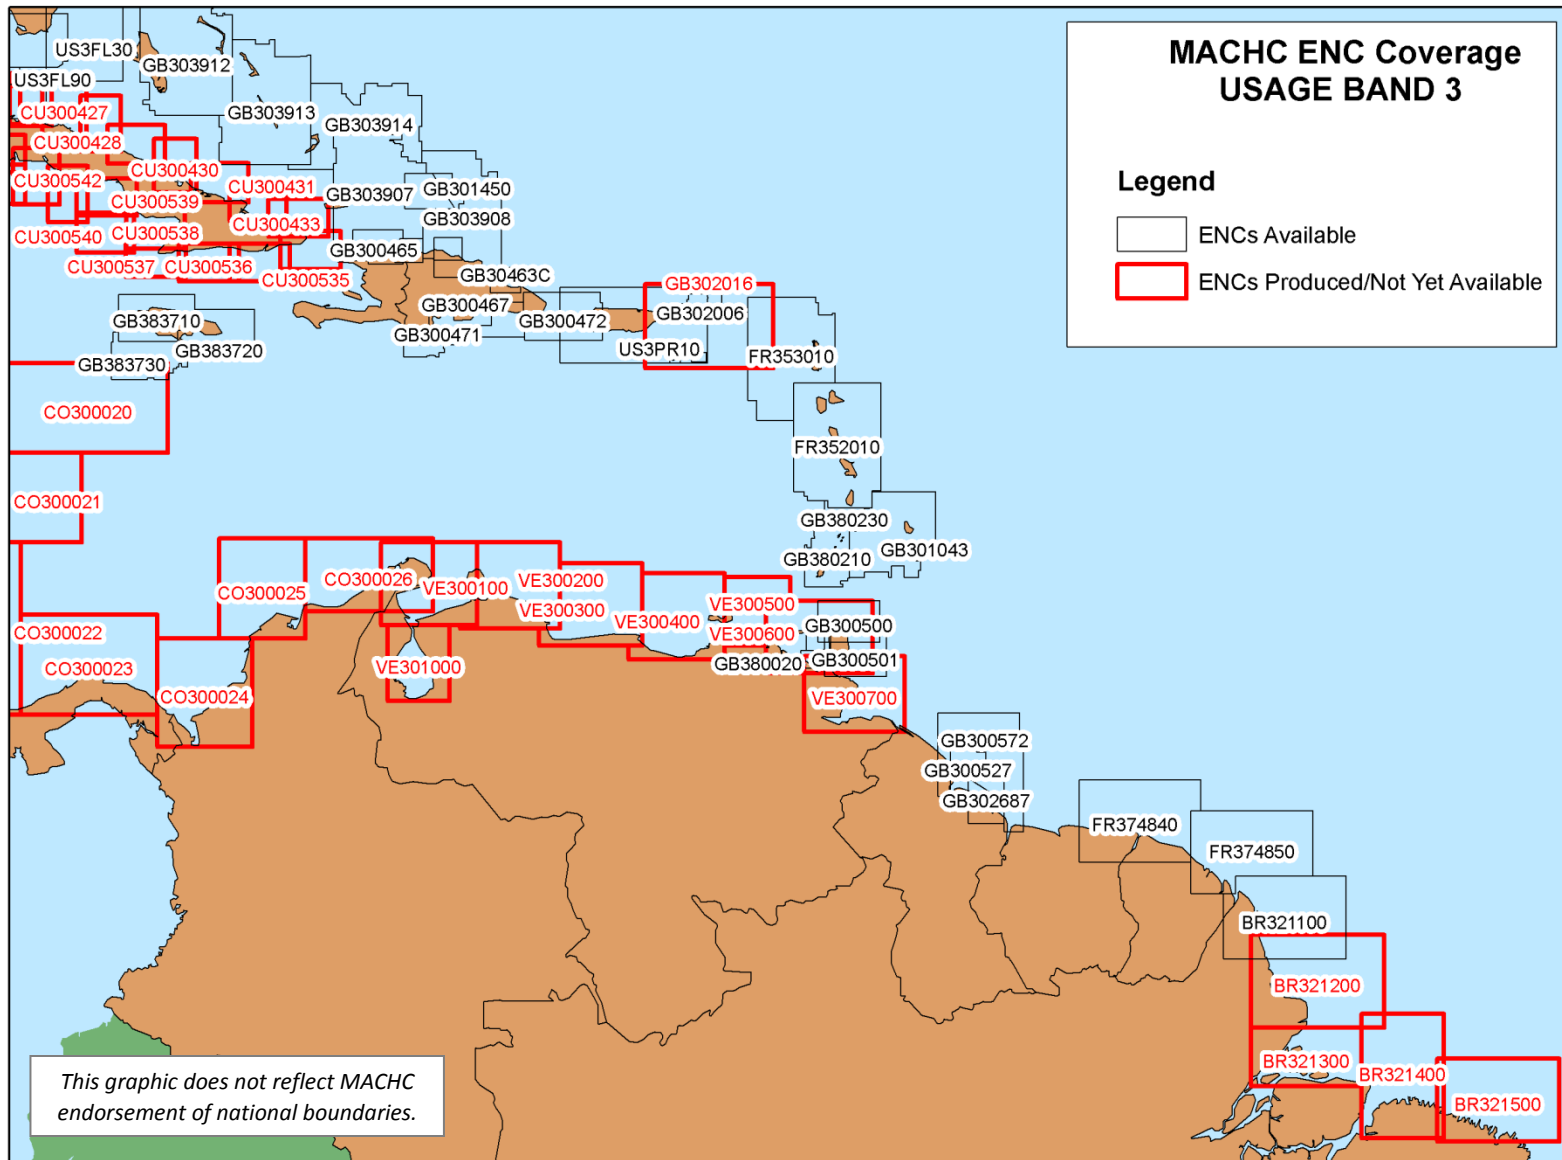 MACHC ENC Coverage
USAGE BAND 3
Legend
ENCs Available
ENCs Produced/Not Yet Available
US3FL30
GB303912
US3FL90
CU300427
GB303913
GB303914
CU300428
CU300430
CU300542
CU300431
GB303907
GB301450
CU300539
GB303908
CU300433
CU300540
CU300538
GB300465
CU300537
CU300536
CU300535
GB30463C
GB302016
GB300467
GB302006
GB383710
GB300472
GB300471
GB383720
US3PR10
FR353010
GB383730
CO300020
FR352010
CO300021
GB380230
GB301043
GB380210
CO300026
VE300100
VE300200
CO300025
VE300300
VE300500
VE300400
GB300500
CO300022
VE300600
GB300501
GB380020
CO300023
VE301000
CO300024
VE300700
GB300572
GB300527
GB302687
FR374840
FR374850
BR321100
BR321200
BR321300
BR321400
BR321500
This graphic does not reflect MACHC
endorsement of national boundaries.